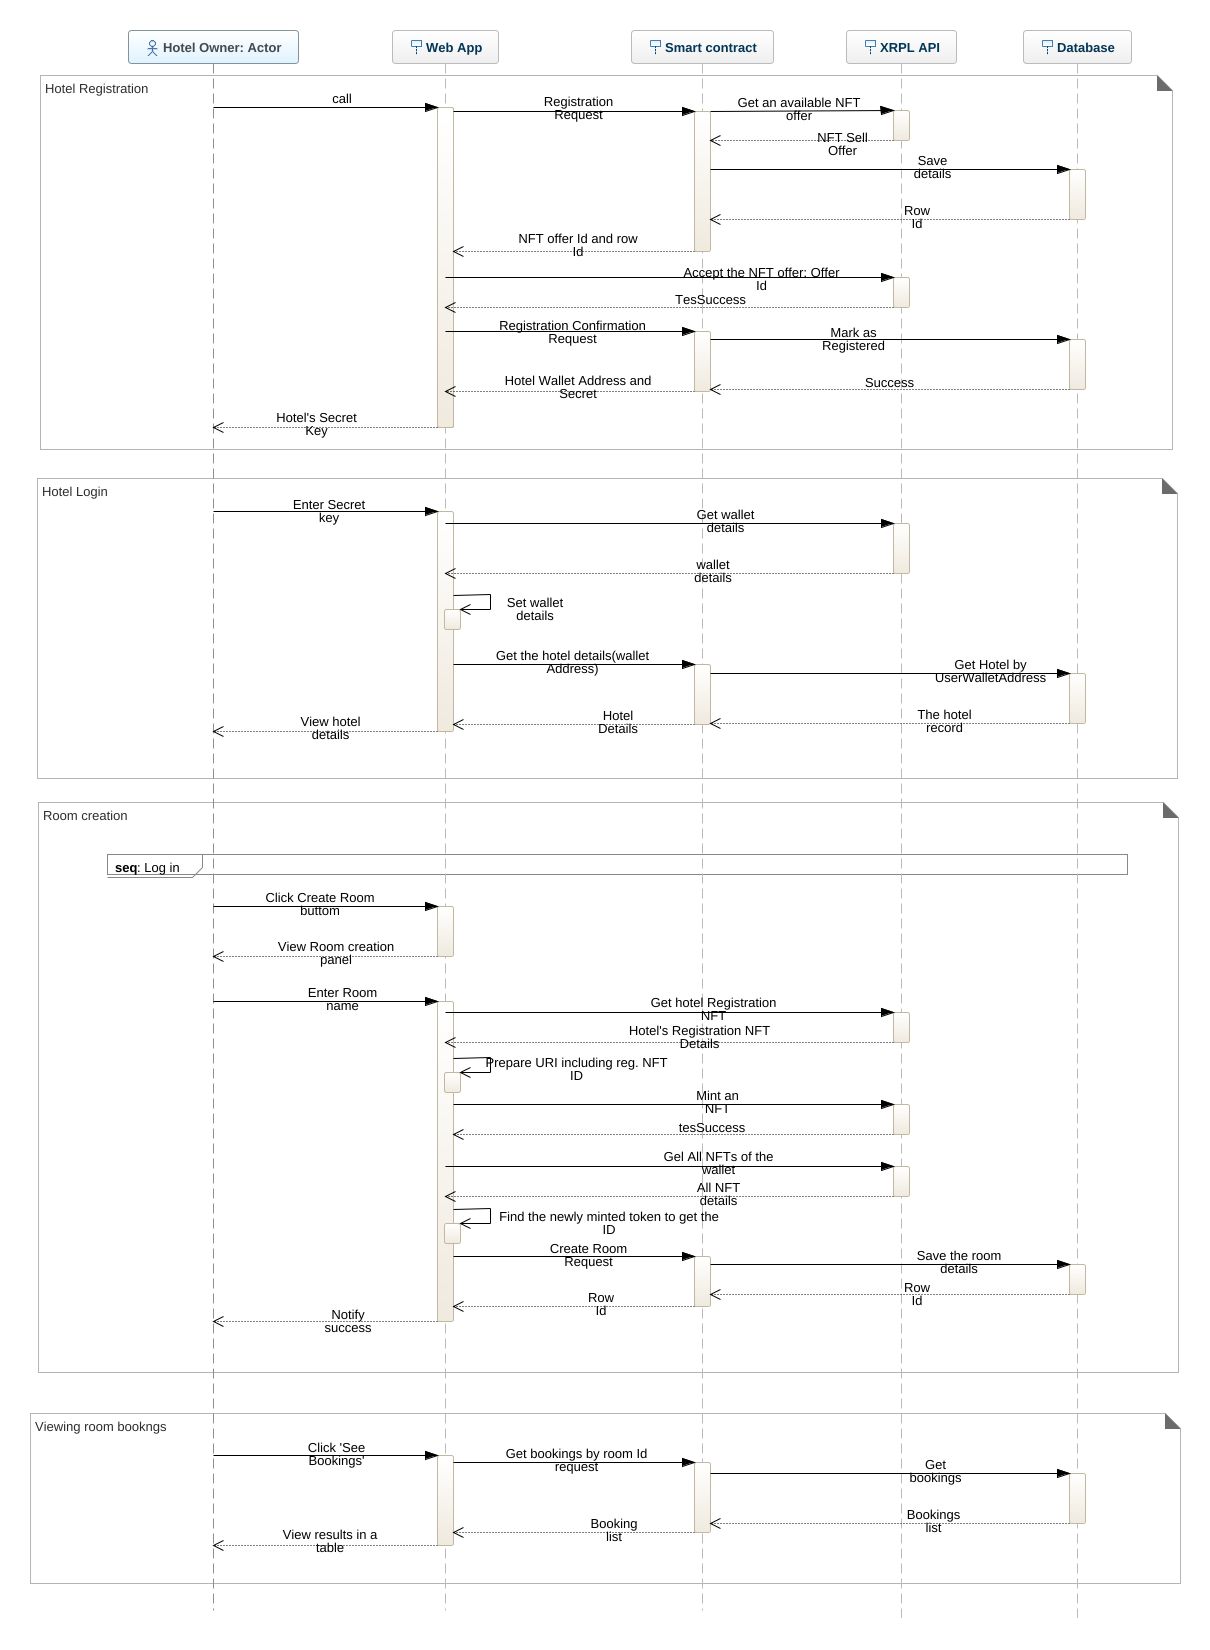 Hotel Owner: Actor
Web App
Smart contract
XRPL API
Database
Hotel Registration
call
Registration
Request
Get an available NFT
offer
NFT Sell
Offer
Save
details
Row
Id
NFT offer Id and row
Id
Accept the NFT offer: Offer
Id
TesSuccess
Registration Confirmation
Request
Mark as
Registered
Hotel Wallet Address and
Secret
Success
Hotel's Secret
Key
Hotel Login
Enter Secret
key
Get wallet
details
wallet
details
Set wallet
details
Get the hotel details(wallet
Address)
Get Hotel by
UserWalletAddress
The hotel
record
Hotel
Details
View hotel
details
Room creation
seq: Log in
Click Create Room
buttom
View Room creation
panel
Enter Room
name
Get hotel Registration
NFT
Hotel's Registration NFT
Details
Prepare URI including reg. NFT
ID
Mint an
NFT
tesSuccess
Gel All NFTs of the
wallet
All NFT
details
Find the newly minted token to get the
ID
Create Room
Request
Save the room
details
Row
Id
Row
Id
Notify
success
Viewing room bookngs
Click 'See
Bookings'
Get bookings by room Id
request
Get
bookings
Bookings
list
Booking
list
View results in a
table